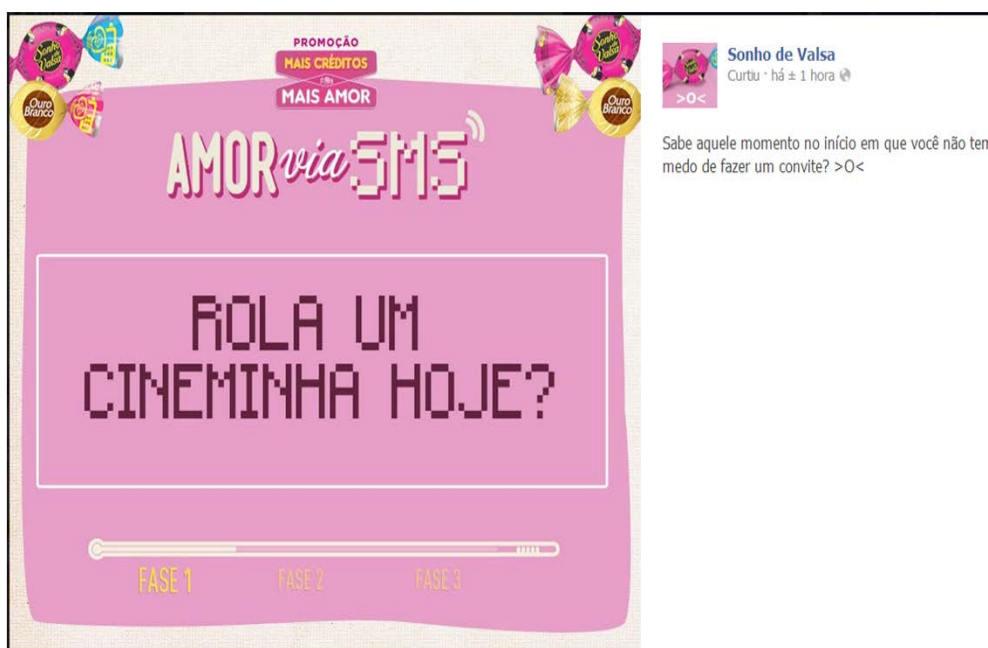 Sonho de Valsa
Ouro Branco
PROMOÇÃO
MAIS CRÉDITOS
MAIS AMOR
Sonho de Valsa
Ouro Branco
AMOR via SMS
ROLA UM
CINEMINHA HOJE?
FASE 1 FASE 2 FASE 3
>O<
Sonho de Valsa
Curtiu · há ± 1 hora
Sabe aquele momento no início em que você não tem
medo de fazer um convite? >O<